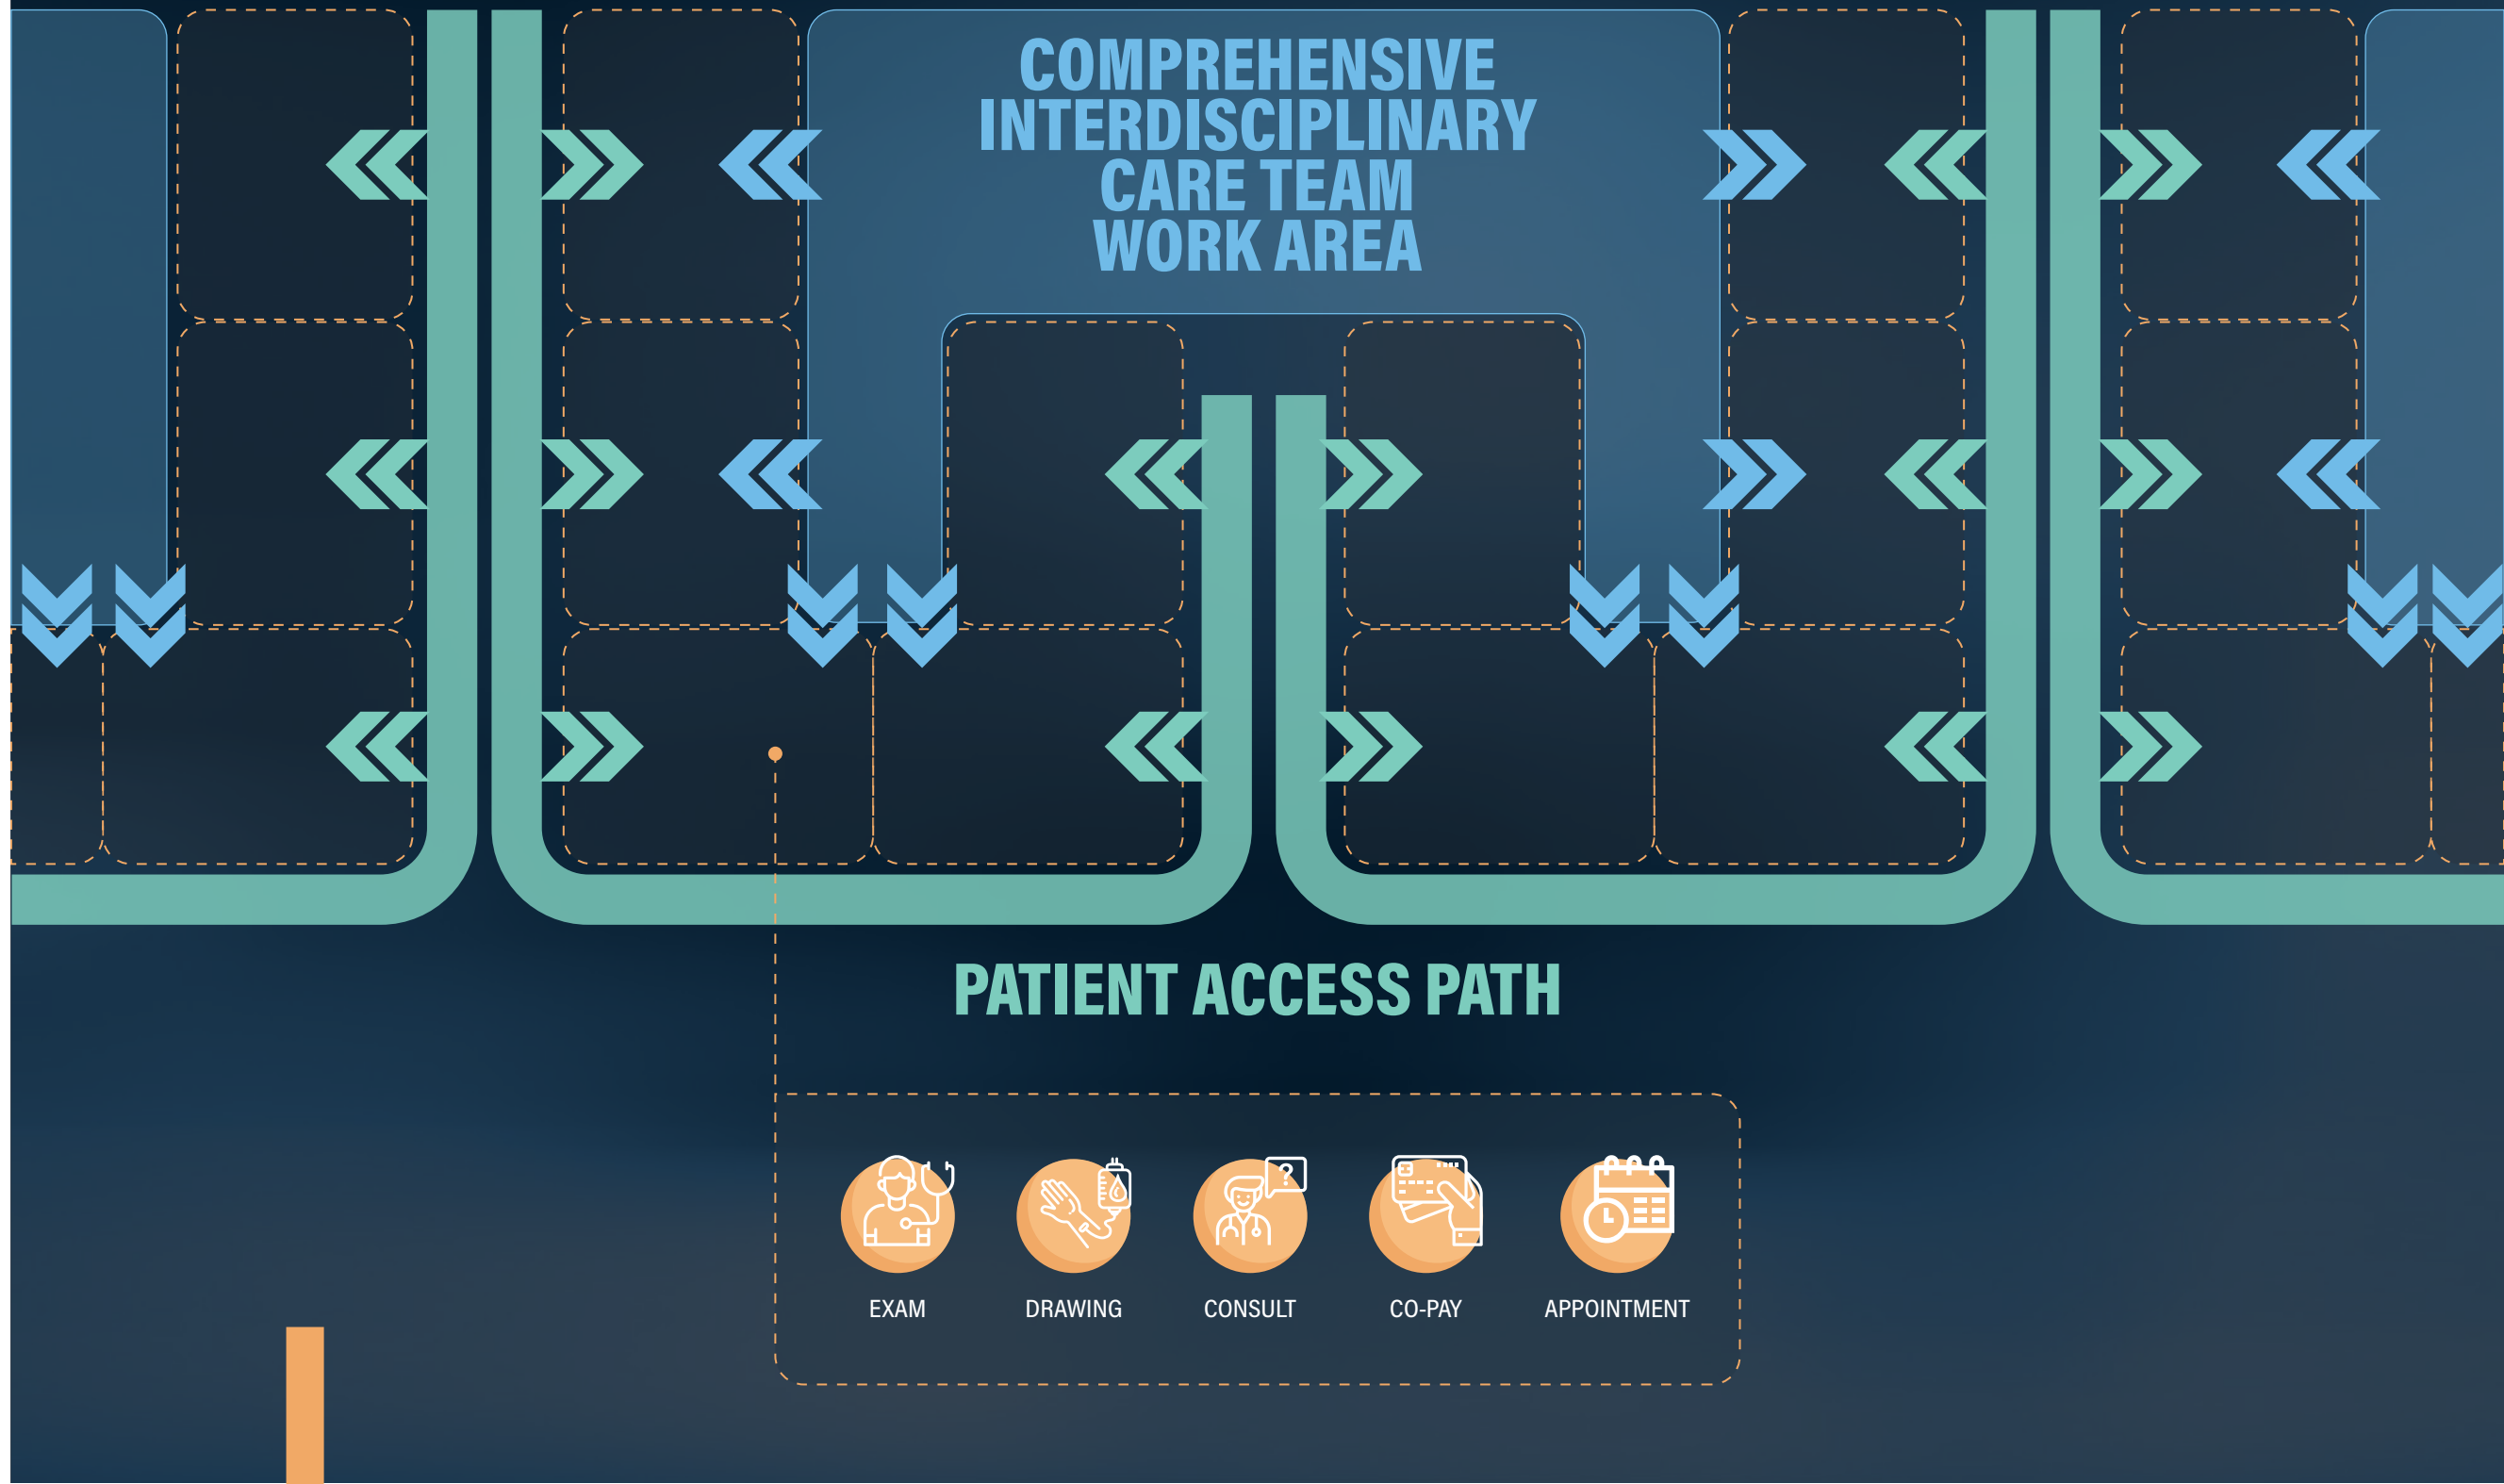 COMPREHENSIVE
INTERDISCIPLINARY
CARE TEAM
WORK AREA
PATIENT ACCESS PATH
?
EXAM
DRAWING
CONSULT
CO-PAY
APPOINTMENT